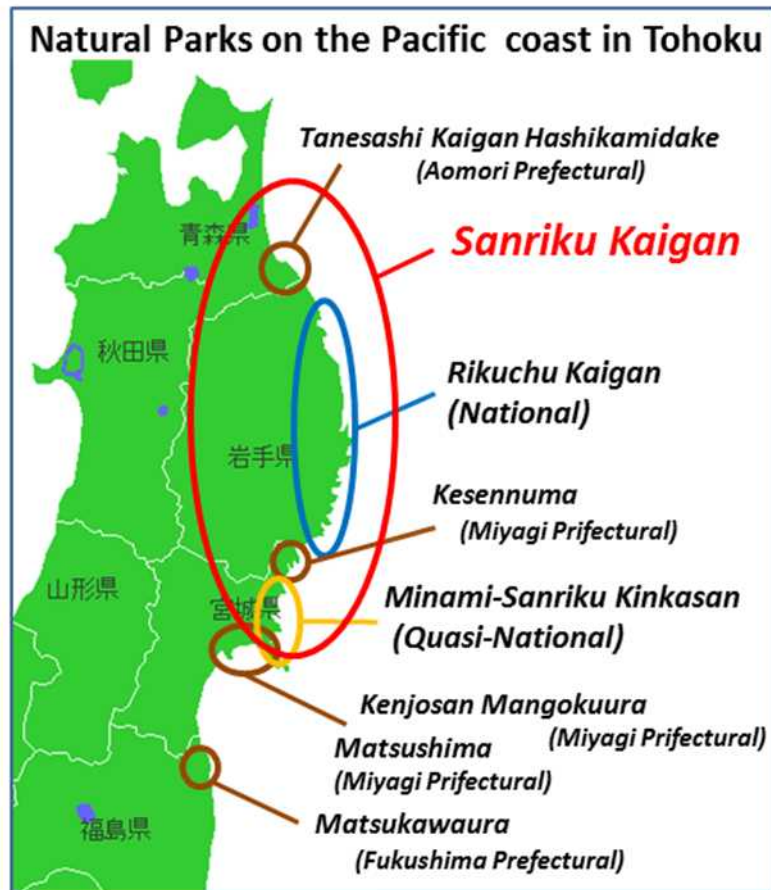 Natural Parks on the Pacific coast in Tohoku
Tanesashi Kaigan Hashikamidake
(Aomori Prefectural)
青森県
Sanriku Kaigan
秋田県
Rikuchu Kaigan
(National)
岩手県
Kesennuma
(Miyagi Prifectural)
山形県
宮城県
Minami-Sanriku Kinkasan
(Quasi-National)
Kenjosan Mangokuura
(Miyagi Prifectural)
Matsushima
(Miyagi Prifectural)
Matsukawaura
福島県
(Fukushima Prefectural)